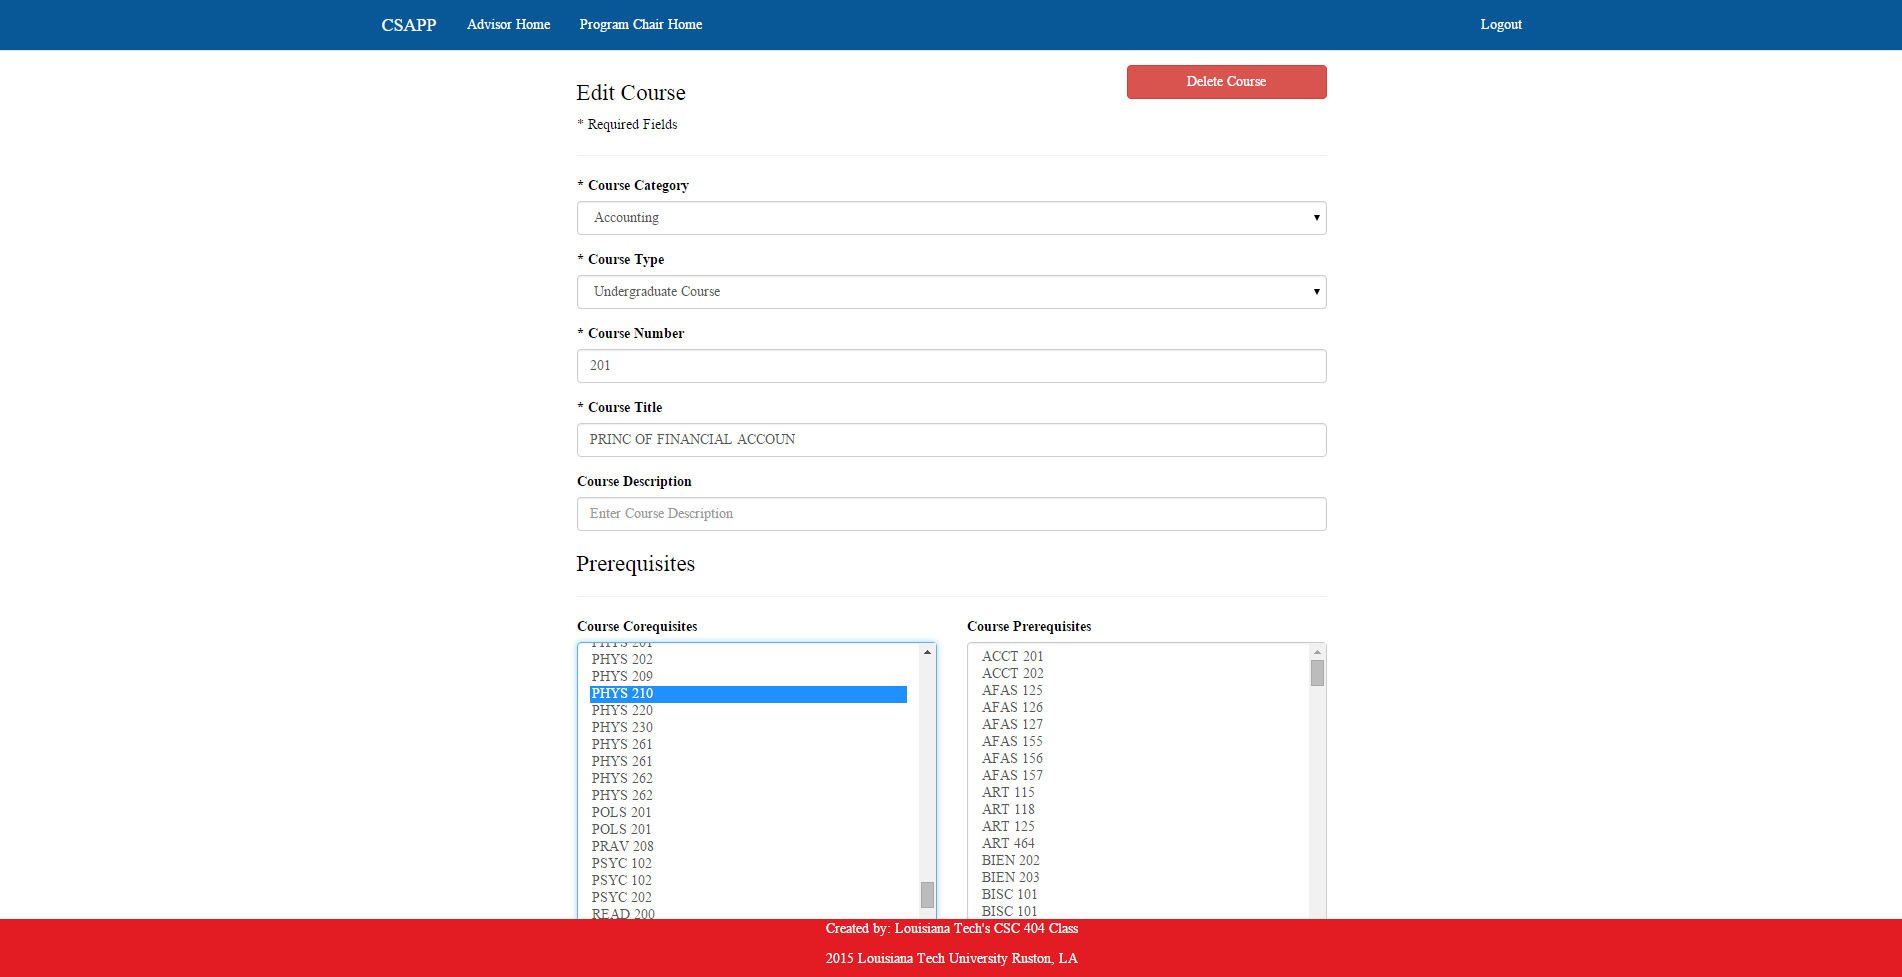 CSAPP Advisor Home Program Chair Home Logout
Delete Course
Edit Course
* Required Fields
* Course Category
Accounting
* Course Type
Undergraduate Course
* Course Number
201
* Course Title
PRINC OF FINANCIAL ACCOUN
Course Description
Enter Course Description
Prerequisites
Course Corequisites
PHYS 201
PHYS 202
PHYS 209
PHYS 210
PHYS 220
PHYS 230
PHYS 261
PHYS 261
PHYS 262
PHYS 262
POLS 201
POLS 201
PRAV 208
PSYC 102
PSYC 102
PSYC 202
READ 200
Course Prerequisites
ACCT 201
ACCT 202
AFAS 125
AFAS 126
AFAS 127
AFAS 155
AFAS 156
AFAS 157
ART 115
ART 118
ART 125
ART 464
BIEN 202
BIEN 203
BISC 101
BISC 101
Created by: Louisiana Tech's CSC 404 Class
2015 Louisiana Tech University Ruston, LA